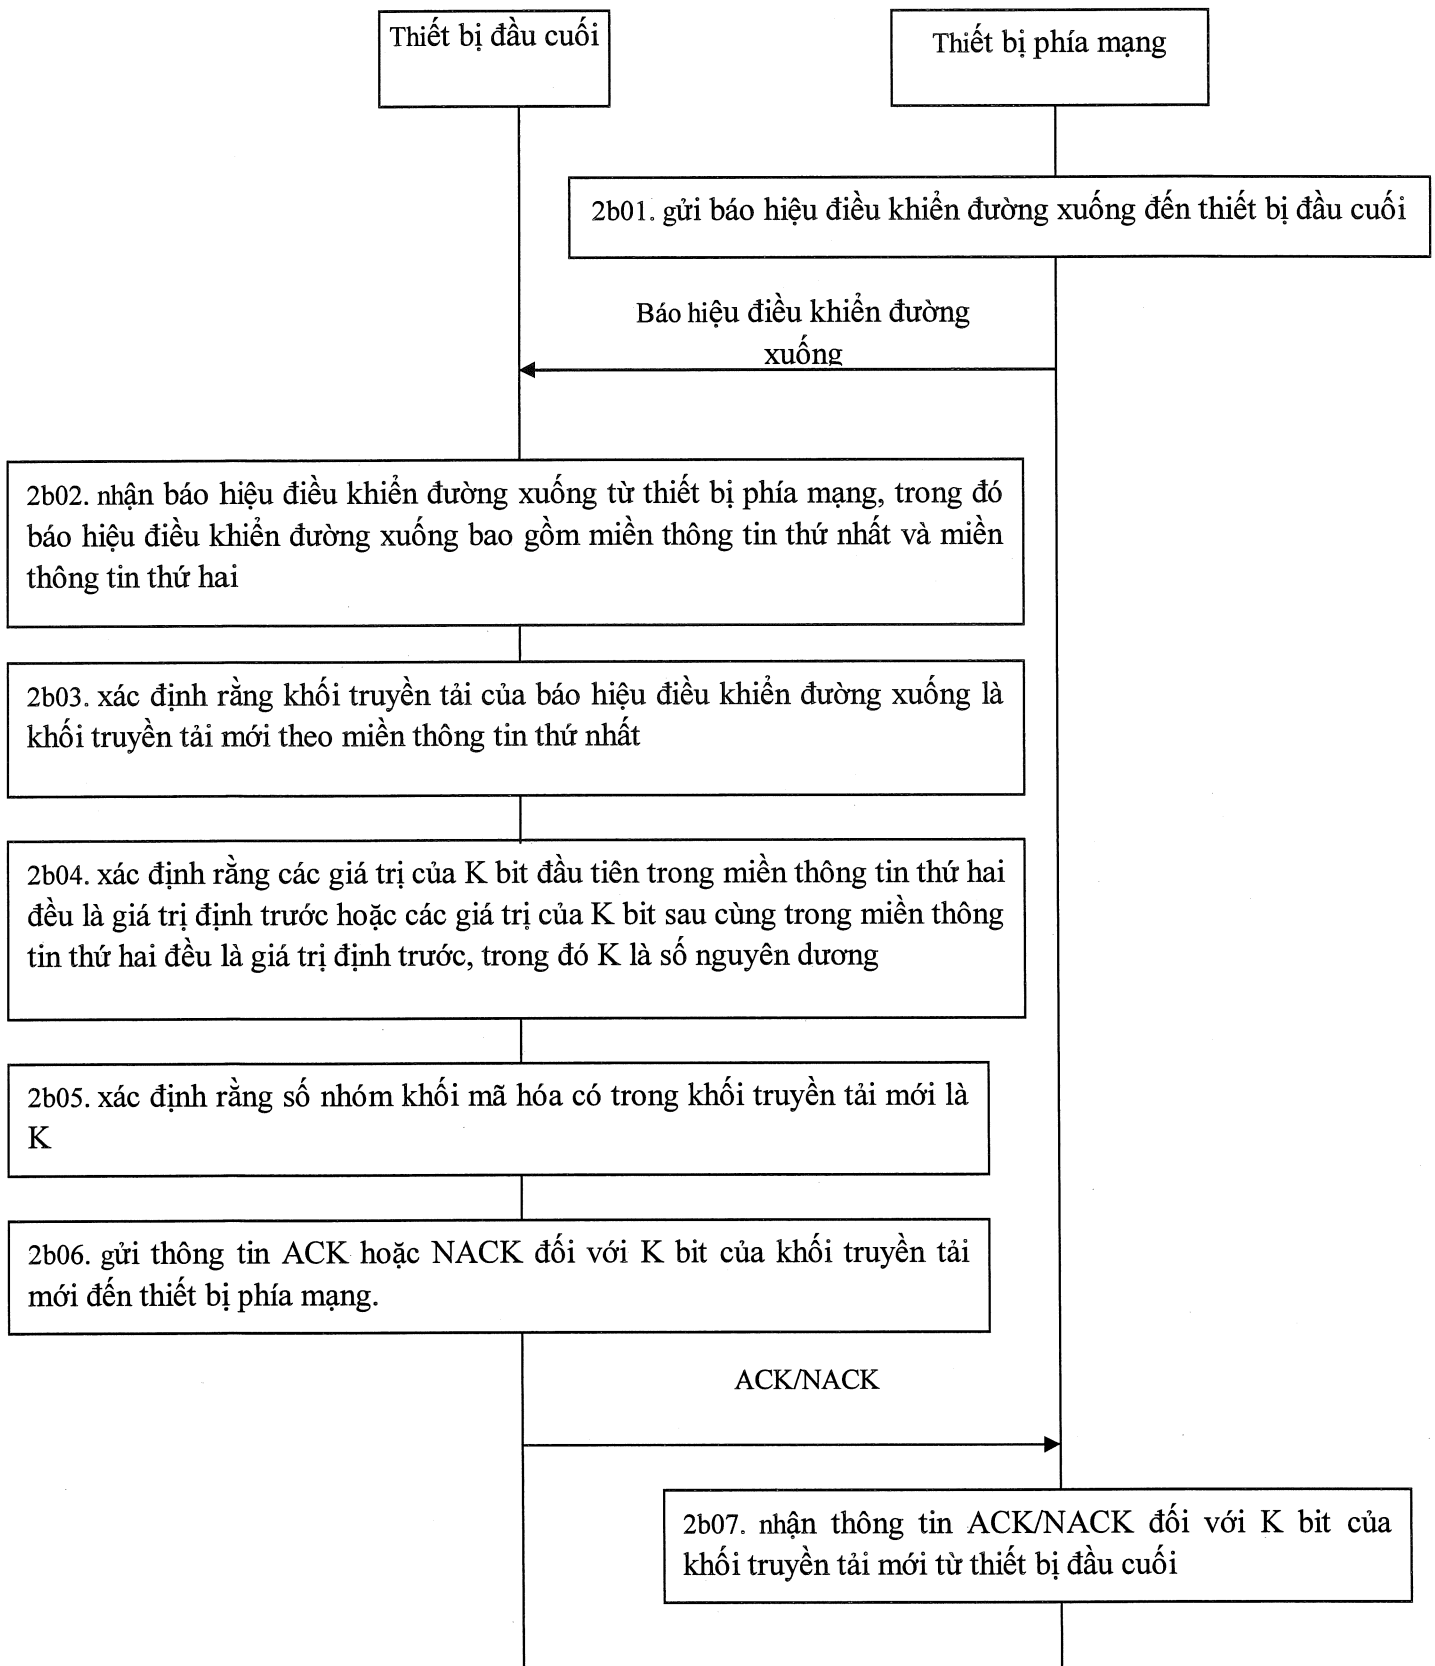 Thiết bị đầu cuối
Thiết bị phía mạng
2b01. gửi báo hiệu điều khiển đường xuống đến thiết bị đầu cuối
Báo hiệu điều khiển đường
xuống
2b02. nhận báo hiệu điều khiển đường xuống từ thiết bị phía mạng, trong đó
báo hiệu điều khiển đường xuống bao gồm miền thông tin thứ nhất và miền
thông tin thứ hai
2b03. xác định rằng khối truyền tải của báo hiệu điều khiển đường xuống là
khối truyền tải mới theo miền thông tin thứ nhất
2b04. xác định rằng các giá trị của K bit đầu tiên trong miền thông tin thứ hai
đều là giá trị định trước hoặc các giá trị của K bit sau cùng trong miền thông
tin thứ hai đều là giá trị định trước, trong đó K là số nguyên dương
2b05. xác định rằng số nhóm khối mã hóa có trong khối truyền tải mới là
K
2b06. gửi thông tin ACK hoặc NACK đối với K bit của khối truyền tải
mới đến thiết bị phía mạng.
ACK/NACK
2b07. nhận thông tin ACK/NACK đối với K bit của
khối truyền tải mới từ thiết bị đầu cuối